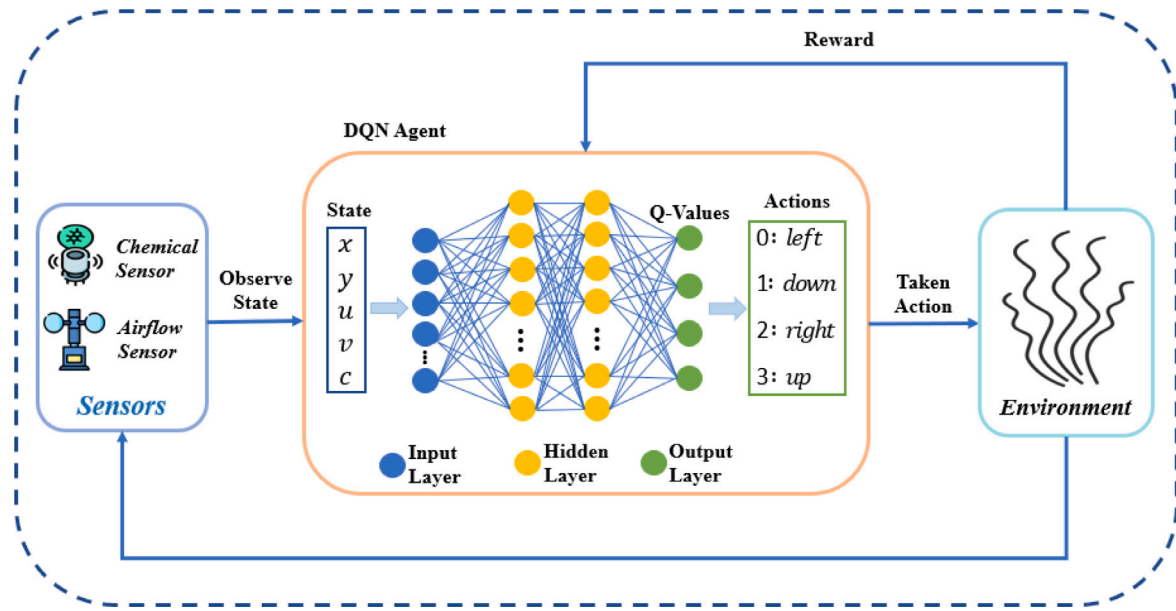 Reward
DQN Agent
Chemical
Sensor
Airflow
Sensor
Sensors
Observe
State
State
x
y
u
v
c
Q-Values
Actions
0: left
1: down
2: right
3: up
Input
Layer
Hidden
Layer
Output
Layer
Taken
Action
Environment